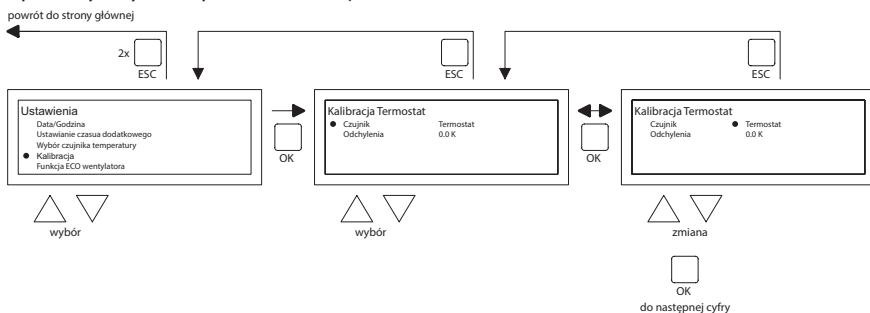 powrót do strony głównej
2x
ESC
ESC
ESC
Ustawienia
Data/Godzina
Ustawianie czasua dodatkowego
Wybór czujnika temperatury
● Kalibracja
Funkcja ECO wentylatora
OK
Kalibracja Termostat
● Czujnik Termostat
Odchylenia 0.0 K
OK
Kalibracja Termostat
Czujnik ● Termostat
Odchylenia 0.0 K
wybór
wybór
zmiana
OK
do następnej cyfry